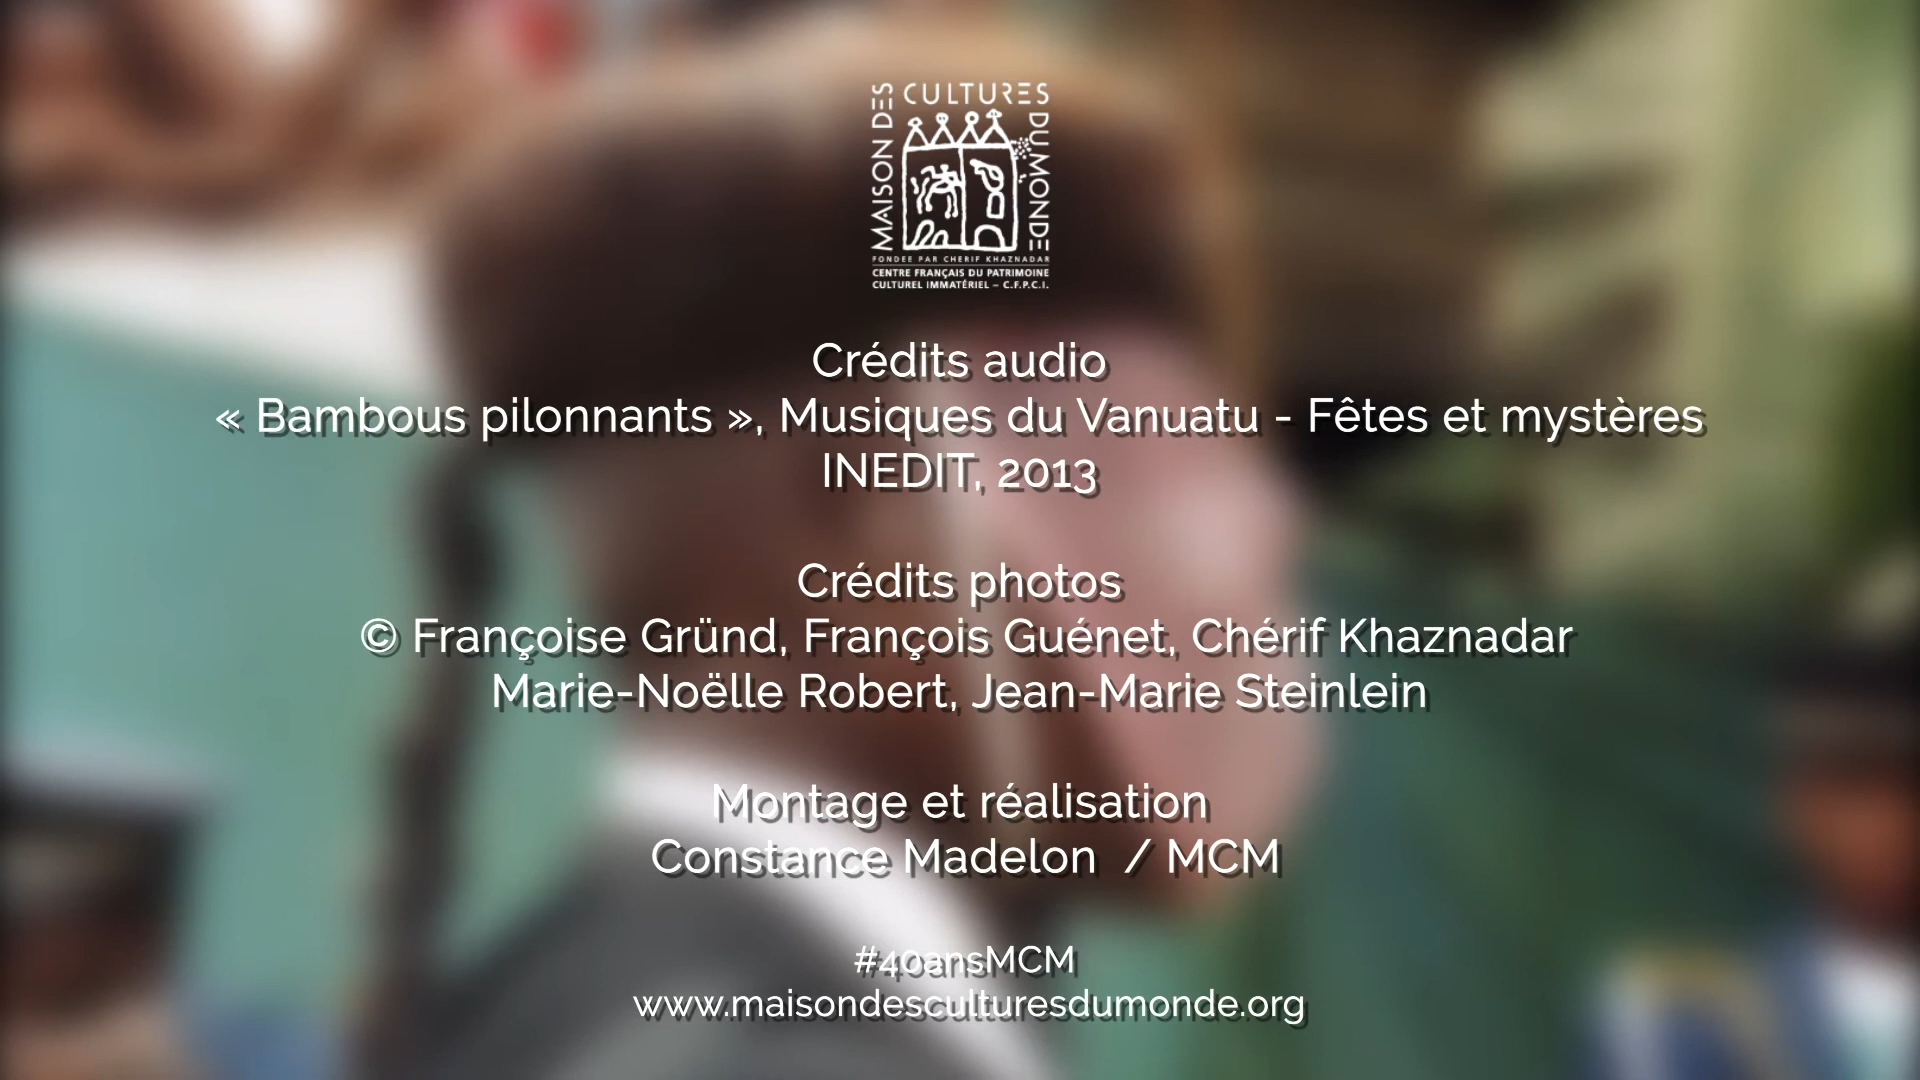 MAISON DES CULTURES DU MONDE
FONDÉE PAR CHÉRIF KHAZNADAR
CENTRE FRANÇAIS DU PATRIMOINE
CULTUREL IMMATÉRIEL – C.F.P.C.I.
Crédits audio
« Bambous pilonnants », Musiques du Vanuatu - Fêtes et mystères
INEDIT, 2013
Crédits photos
© Françoise Gründ, François Guénet, Chérif Khaznadar
Marie-Noëlle Robert, Jean-Marie Steinlein
Montage et réalisation
Constance Madelon / MCM
#40ansMCM
www.maisondesculturesdumonde.org